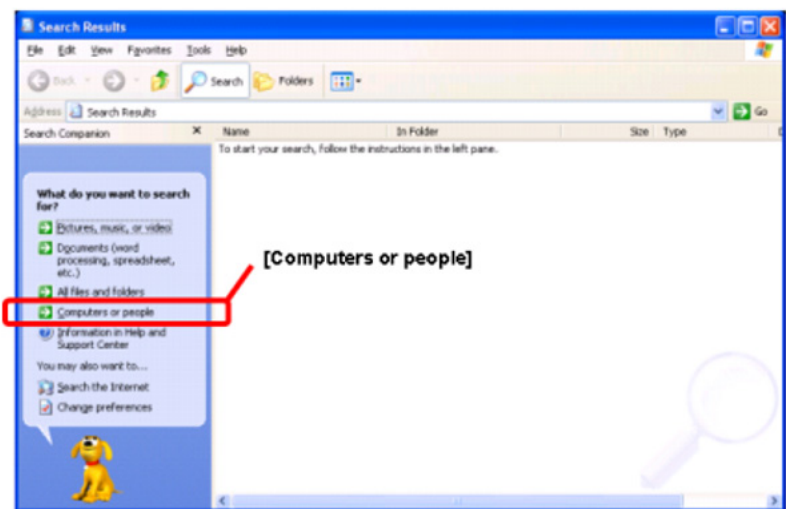 Search Results
File Edit View Favorites Tools Help
Back Search Folders
Address Search Results Go
Search Companion
Name In Folder Size Type
To start your search, follow the instructions in the left pane.
What do you want to search
for?
Pictures, music, or video
Documents (word
processing, spreadsheet,
etc.)
All files and folders
Computers or people
Information in Help and
Support Center
You may also want to...
Search the Internet
Change preferences
[Computers or people]